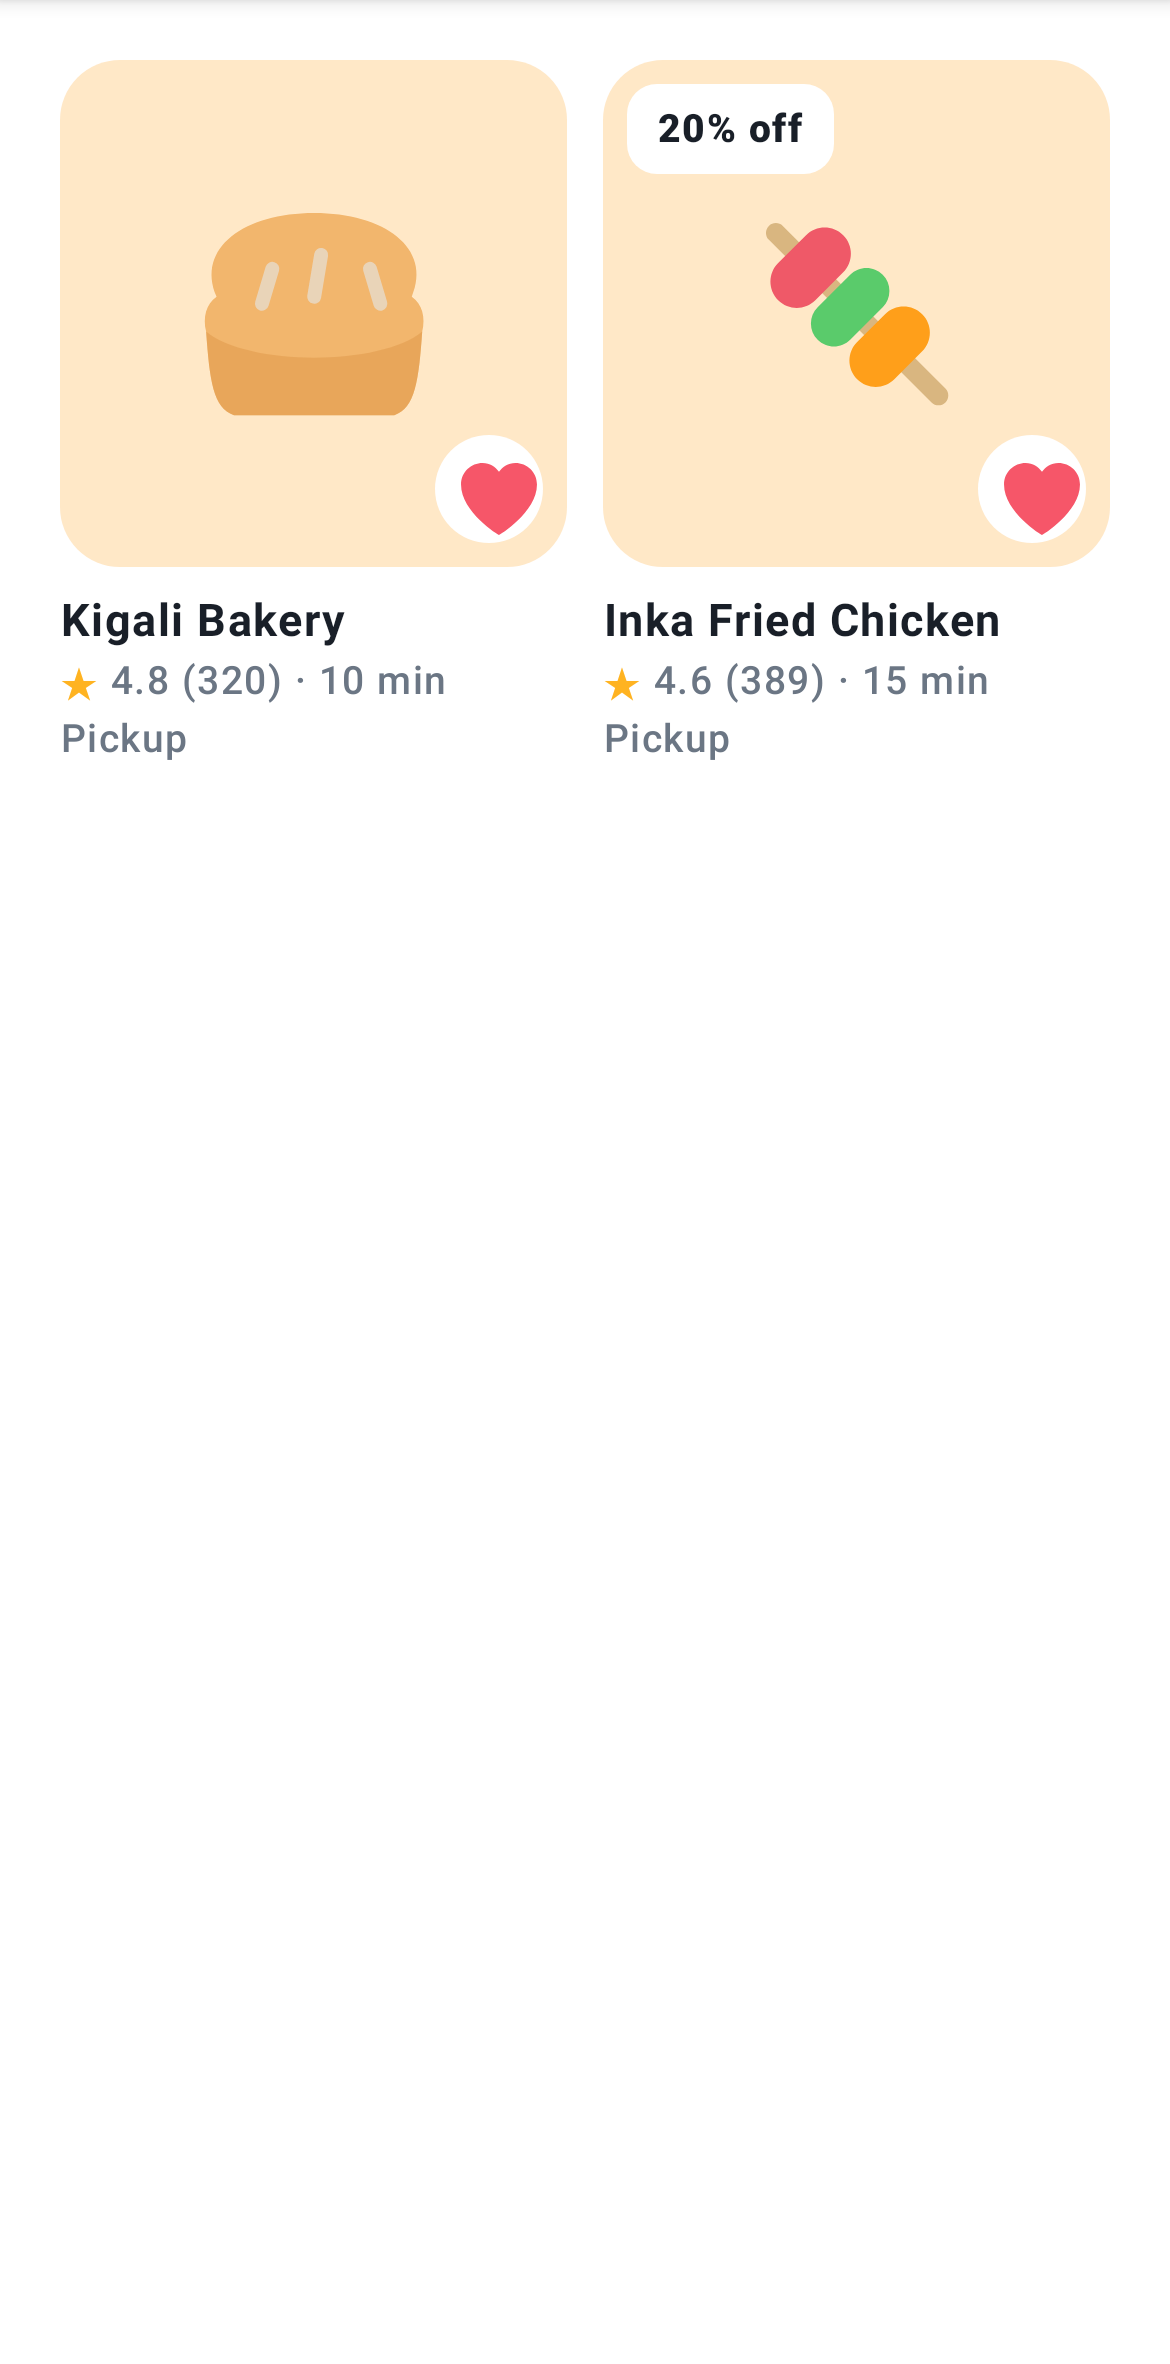 20% off
Kigali Bakery
4.8 (320) · 10 min
Pickup
Inka Fried Chicken
4.6 (389) · 15 min
Pickup